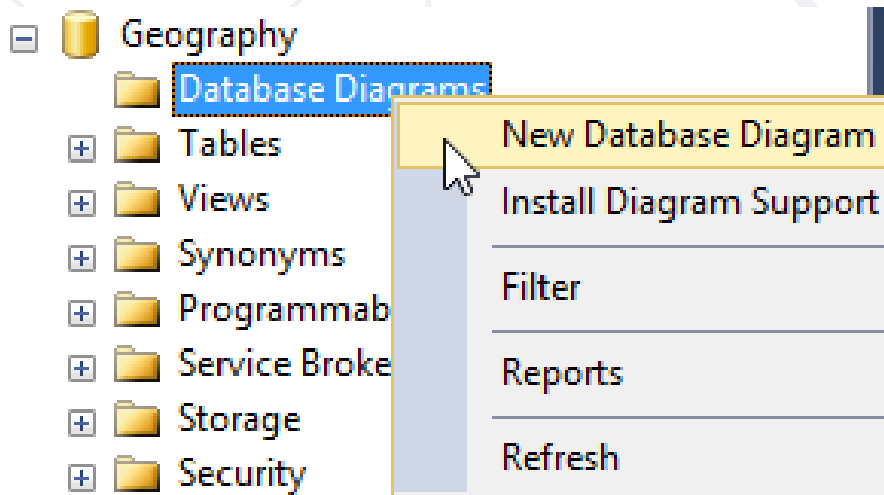 Geography
Database Diagrams
Tables
Views
Synonyms
Programmab
Service Broke
Storage
Security
New Database Diagram
Install Diagram Support
Filter
Reports
Refresh